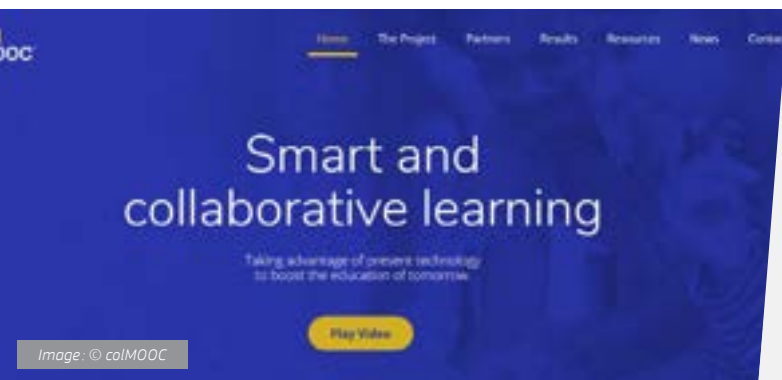 OOC
Home The Project Partners Results Resources News Contac
Smart and
collaborative learning
Taking advantage of present technology
to boost the education of tomorrow.
Play Video
Image: © colMOOC